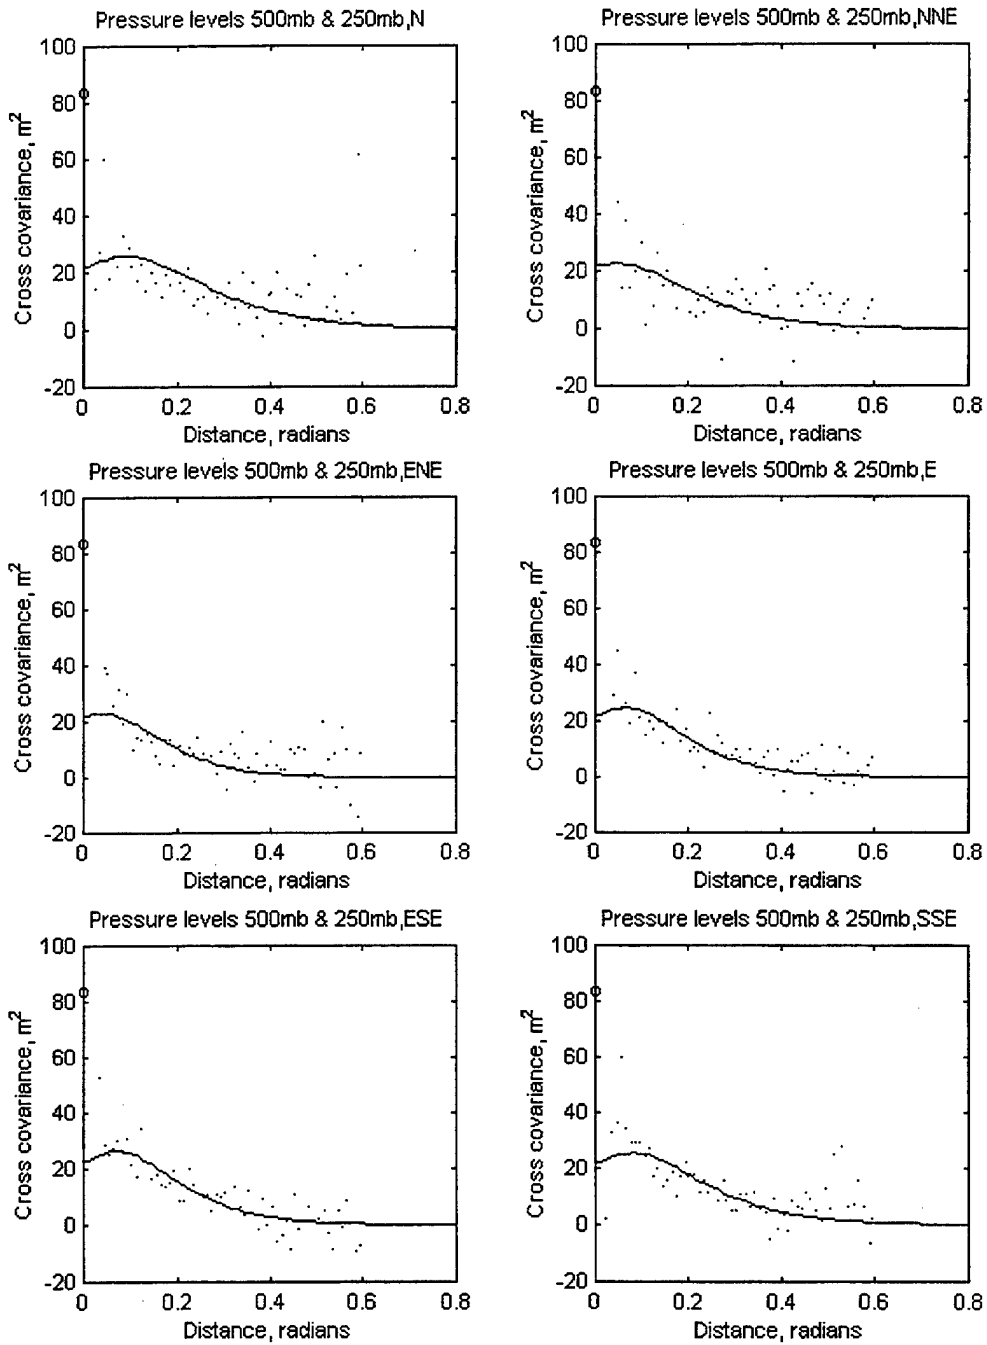 Pressure levels 500mb & 250mb,N
100
80
60
40
20
0
-20
Cross covariance, m²
0 0.2 0.4 0.6 0.8
Distance, radians
Pressure levels 500mb & 250mb,NNE
100
80
60
40
20
0
-20
Cross covariance, m²
0 0.2 0.4 0.6 0.8
Distance, radians
Pressure levels 500mb & 250mb,ENE
100
80
60
40
20
0
-20
Cross covariance, m²
0 0.2 0.4 0.6 0.8
Distance, radians
Pressure levels 500mb & 250mb,E
100
80
60
40
20
0
-20
Cross covariance, m²
0 0.2 0.4 0.6 0.8
Distance, radians
Pressure levels 500mb & 250mb,ESE
100
80
60
40
20
0
-20
Cross covariance, m²
0 0.2 0.4 0.6 0.8
Distance, radians
Pressure levels 500mb & 250mb,SSE
100
80
60
40
20
0
-20
Cross covariance, m²
0 0.2 0.4 0.6 0.8
Distance, radians